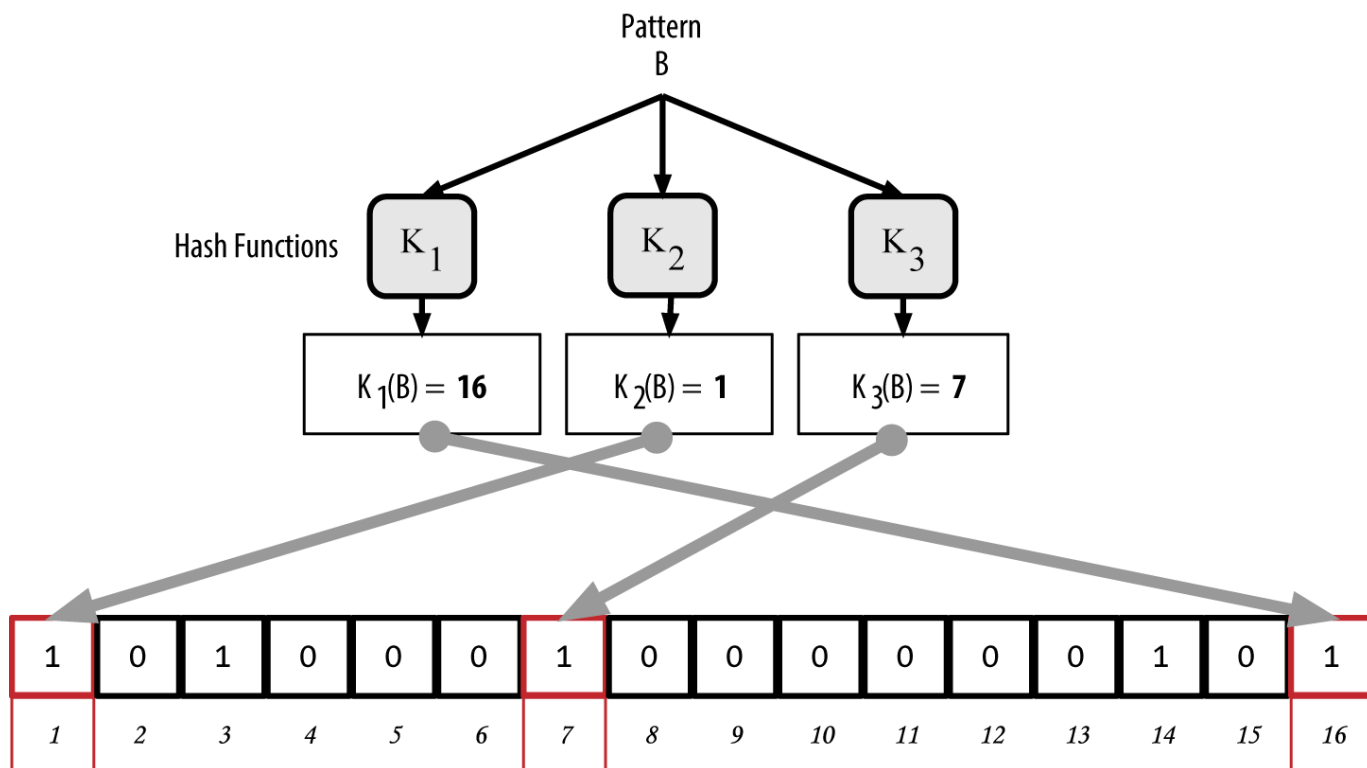 Pattern
B
Hash Functions
K1 K2 K3
K1(B) = 16 K2(B) = 1 K3(B) = 7
1 0 1 0 0 0 1 0 0 0 0 0 0 1 0 1
1 2 3 4 5 6 7 8 9 10 11 12 13 14 15 16